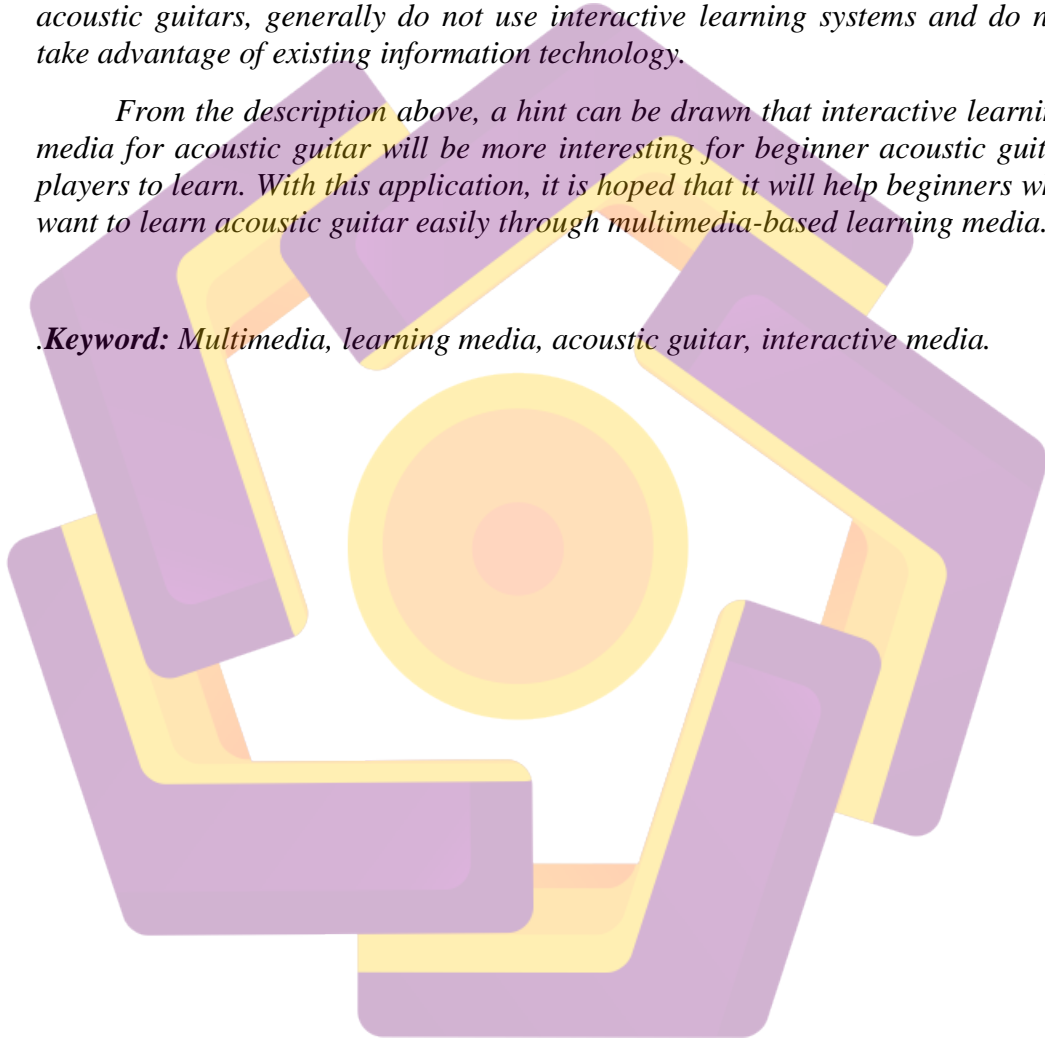 acoustic guitars, generally do not use interactive learning systems and do
take advantage of existing information technology.
From the description above, a hint can be drawn that interactive
media for acoustic guitar will be more interesting for beginner acoustic
players to learn. With this application, it is hoped that it will help beginners
want to learn acoustic guitar easily through multimedia-based learning media.
.Keyword: Multimedia, learning media, acoustic guitar, interactive media.